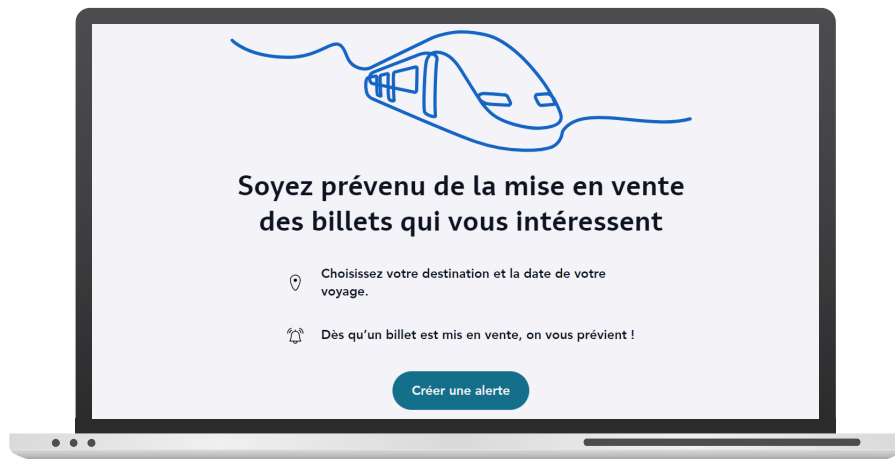 Soyez prévenu de la mise en vente
des billets qui vous intéressent
Choisissez votre destination et la date de votre
voyage.
Dès qu’un billet est mis en vente, on vous prévient !
Créer une alerte